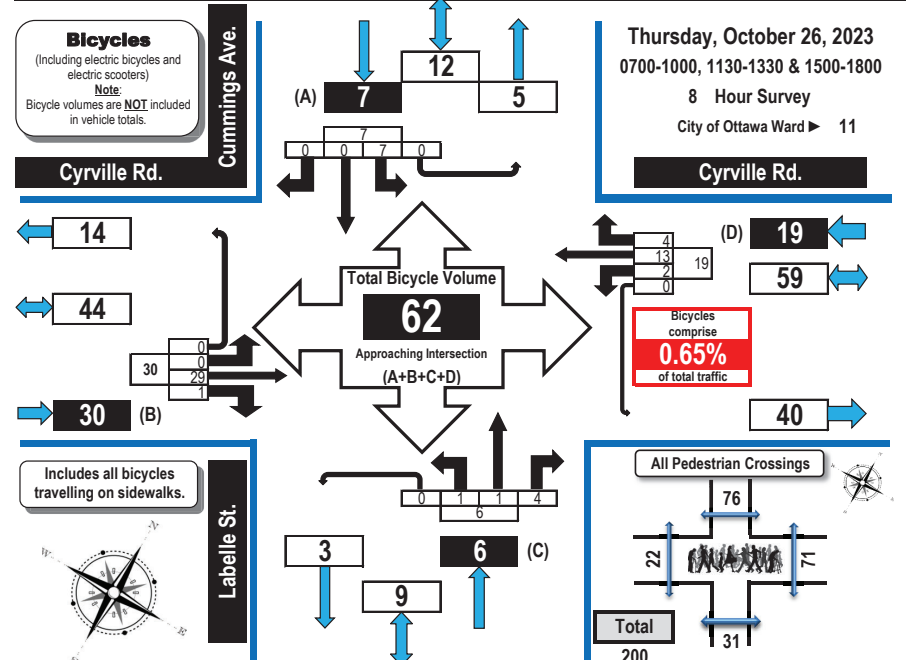 Bicycles
(Including electric bicycles and
electric scooters)
Note:
Bicycle volumes are NOT included
in vehicle totals.
Cummings Ave.
Cyrville Rd.
12
(A) 7
5
7
0 0 7 0
Thursday, October 26, 2023
0700-1000, 1130-1330 & 1500-1800
8 Hour Survey
City of Ottawa Ward ► 11
Cyrville Rd.
14
44
30
0
0
29
1
30 (B)
Total Bicycle Volume
62
Approaching Intersection
(A+B+C+D)
4
13
2
0
19
(D) 19
59
Bicycles
comprise
0.65%
of total traffic
40
Includes all bicycles
travelling on sidewalks.
N
W
E
S
Labelle St.
0 1 1 4
6
3
6 (C)
9
All Pedestrian Crossings
76
22
71
31
Total
200